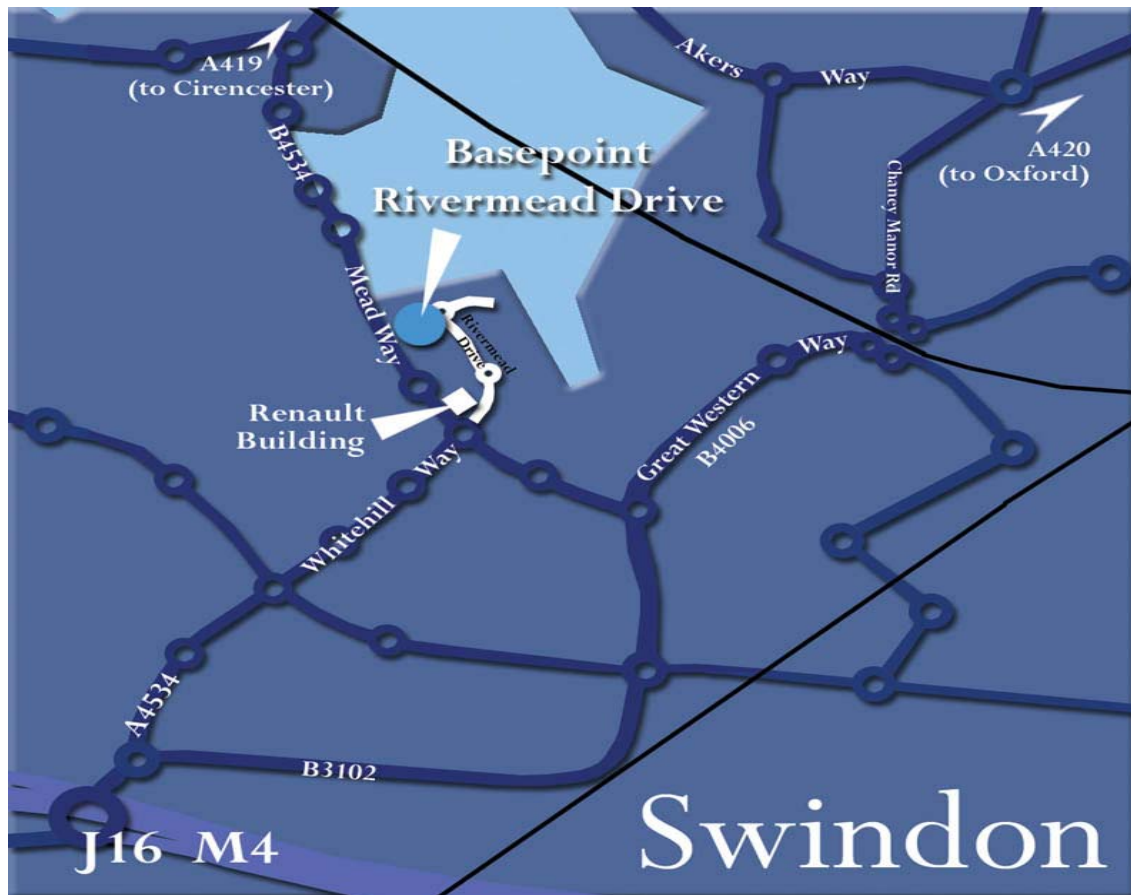 A419
(to Cirencester)
Akers Way
A420
(to Oxford)
B4534
Basepoint
Rivermead Drive
Chaney Manor Rd
Mead Way
Rivermead
Drive
Great Western Way
B4006
Renault
Building
Whitehill Way
A4534
B3102
J16 M4
Swindon